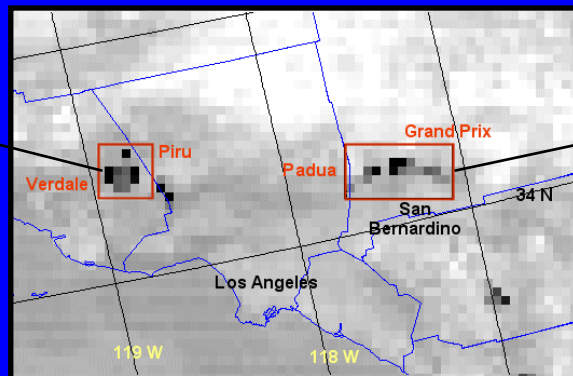 Grand Prix
Piru
Padua
Verdale
San
Bernardino
34 N
Los Angeles
119 W
118 W